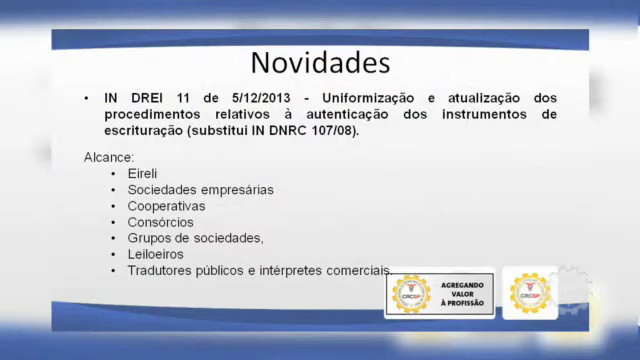 Novidades
• IN DREI 11 de 5/12/2013 - Uniformização e atualização dos
procedimentos relativos à autenticação dos instrumentos de
escrituração (substitui IN DNRC 107/08).
Alcance:
• Eireli
• Sociedades empresárias
• Cooperativas
• Consórcios
• Grupos de sociedades,
• Leiloeiros
• Tradutores públicos e intérpretes comerciais.
CRCSP
AGREGANDO
VALOR
À PROFISSÃO
CRCSP